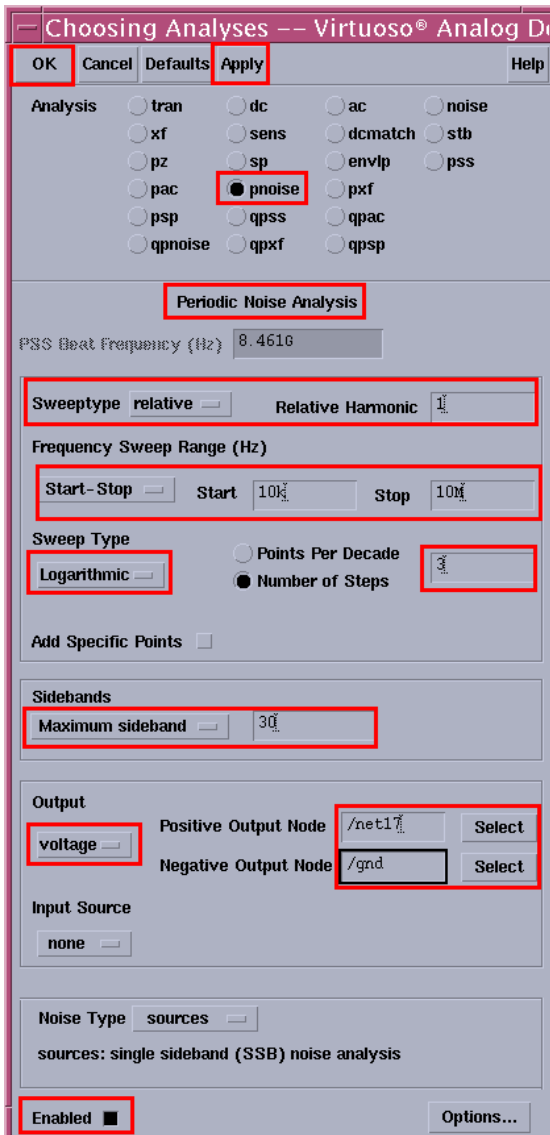 Choosing Analyses -- Virtuoso® Analog De
OK Cancel Defaults Apply Help
Analysis tran dc ac noise
xf sens dcmatch stb
pz sp envlp pss
pac pnoise pxf
psp qpss qpac
qpnoise qpxf qpsp
Periodic Noise Analysis
PSS Beat Frequency (Hz) 8.461G
Sweeptype relative Relative Harmonic 1
Frequency Sweep Range (Hz)
Start-Stop Start 10k Stop 10M
Sweep Type
Logarithmic Points Per Decade
Number of Steps 3
Add Specific Points
Sidebands
Maximum sideband 30
Output
voltage Positive Output Node /net17 Select
Negative Output Node /gnd Select
Input Source
none
Noise Type sources
sources: single sideband (SSB) noise analysis
Enabled Options...